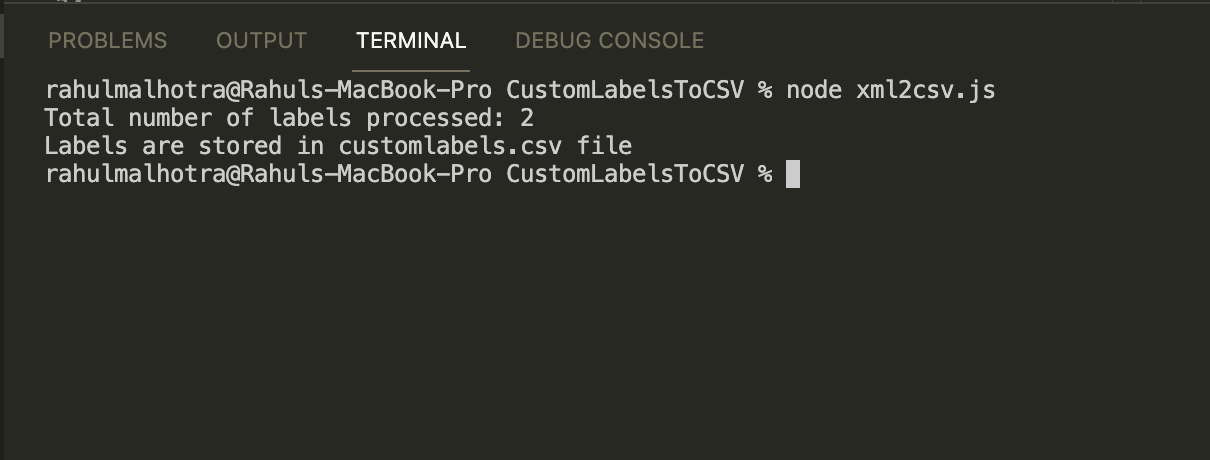 PROBLEMS OUTPUT TERMINAL DEBUG CONSOLE
rahulmalhotra@Rahuls-MacBook-Pro CustomLabelsToCSV % node xml2csv.js
Total number of labels processed: 2
Labels are stored in customlabels.csv file
rahulmalhotra@Rahuls-MacBook-Pro CustomLabelsToCSV %